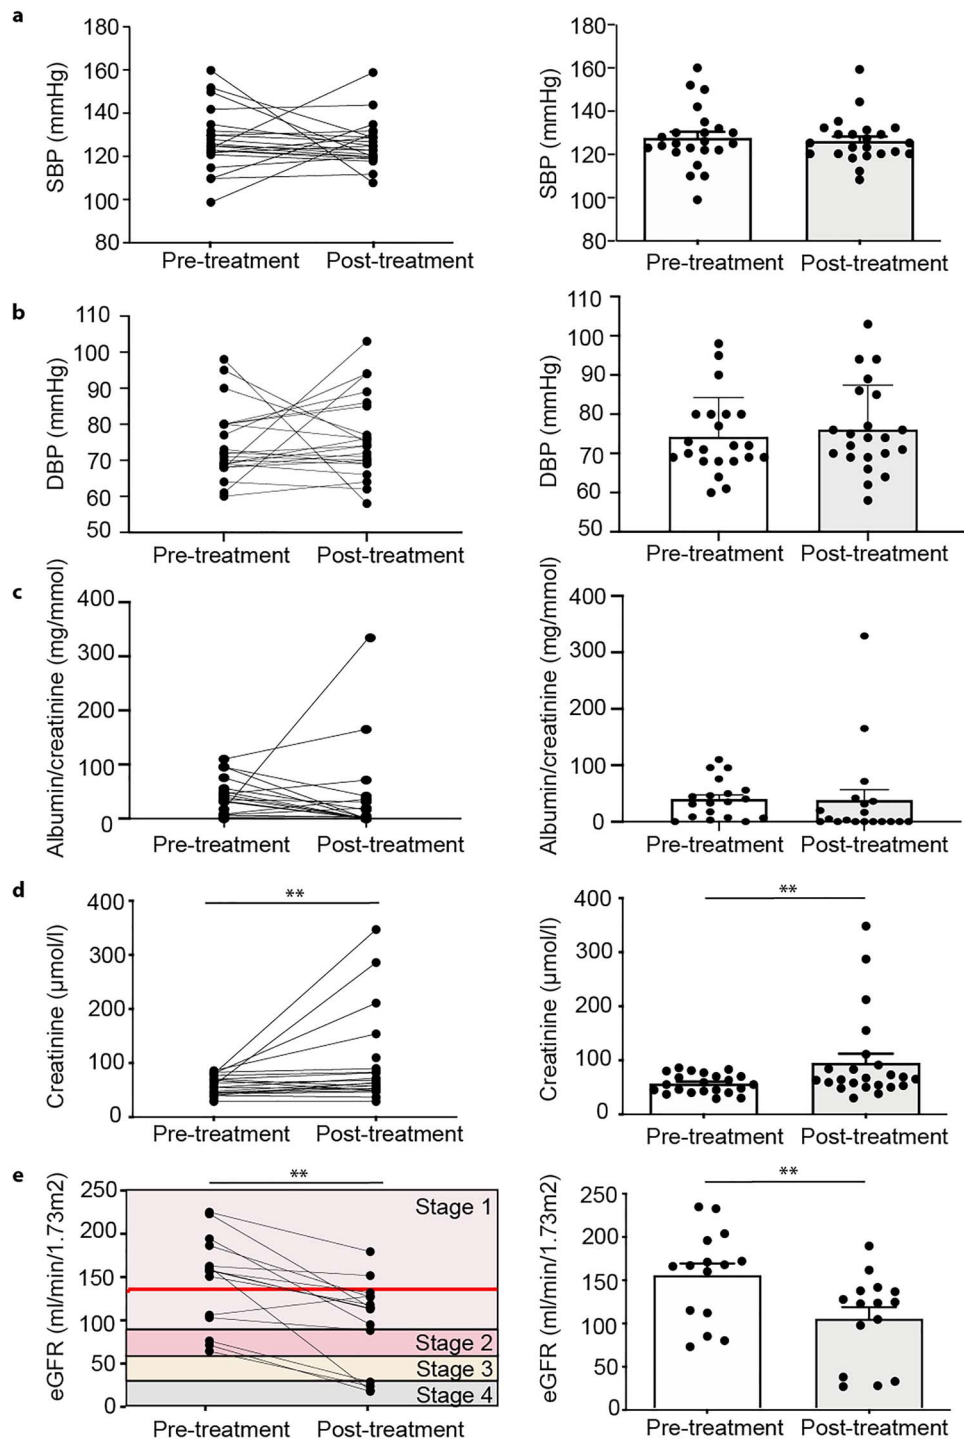 a
SBP (mmHg)
180
160
140
120
100
80
Pre-treatment Post-treatment
SBP (mmHg)
180
160
140
120
100
80
Pre-treatment Post-treatment
b
DBP (mmHg)
110
100
90
80
70
60
50
Pre-treatment Post-treatment
DBP (mmHg)
110
100
90
80
70
60
50
Pre-treatment Post-treatment
c
Albumin/creatinine (mg/mmol)
400
300
200
100
0
Pre-treatment Post-treatment
Albumin/creatinine (mg/mmol)
400
300
200
100
0
Pre-treatment Post-treatment
d
Creatinine (µmol/l)
400
300
200
100
0
**
Pre-treatment Post-treatment
Creatinine (µmol/l)
400
300
200
100
0
**
Pre-treatment Post-treatment
e
eGFR (ml/min/1.73m2)
250
200
150
100
50
0
**
Stage 1
Stage 2
Stage 3
Stage 4
Pre-treatment Post-treatment
eGFR (ml/min/1.73m2)
250
200
150
100
50
0
**
Pre-treatment Post-treatment